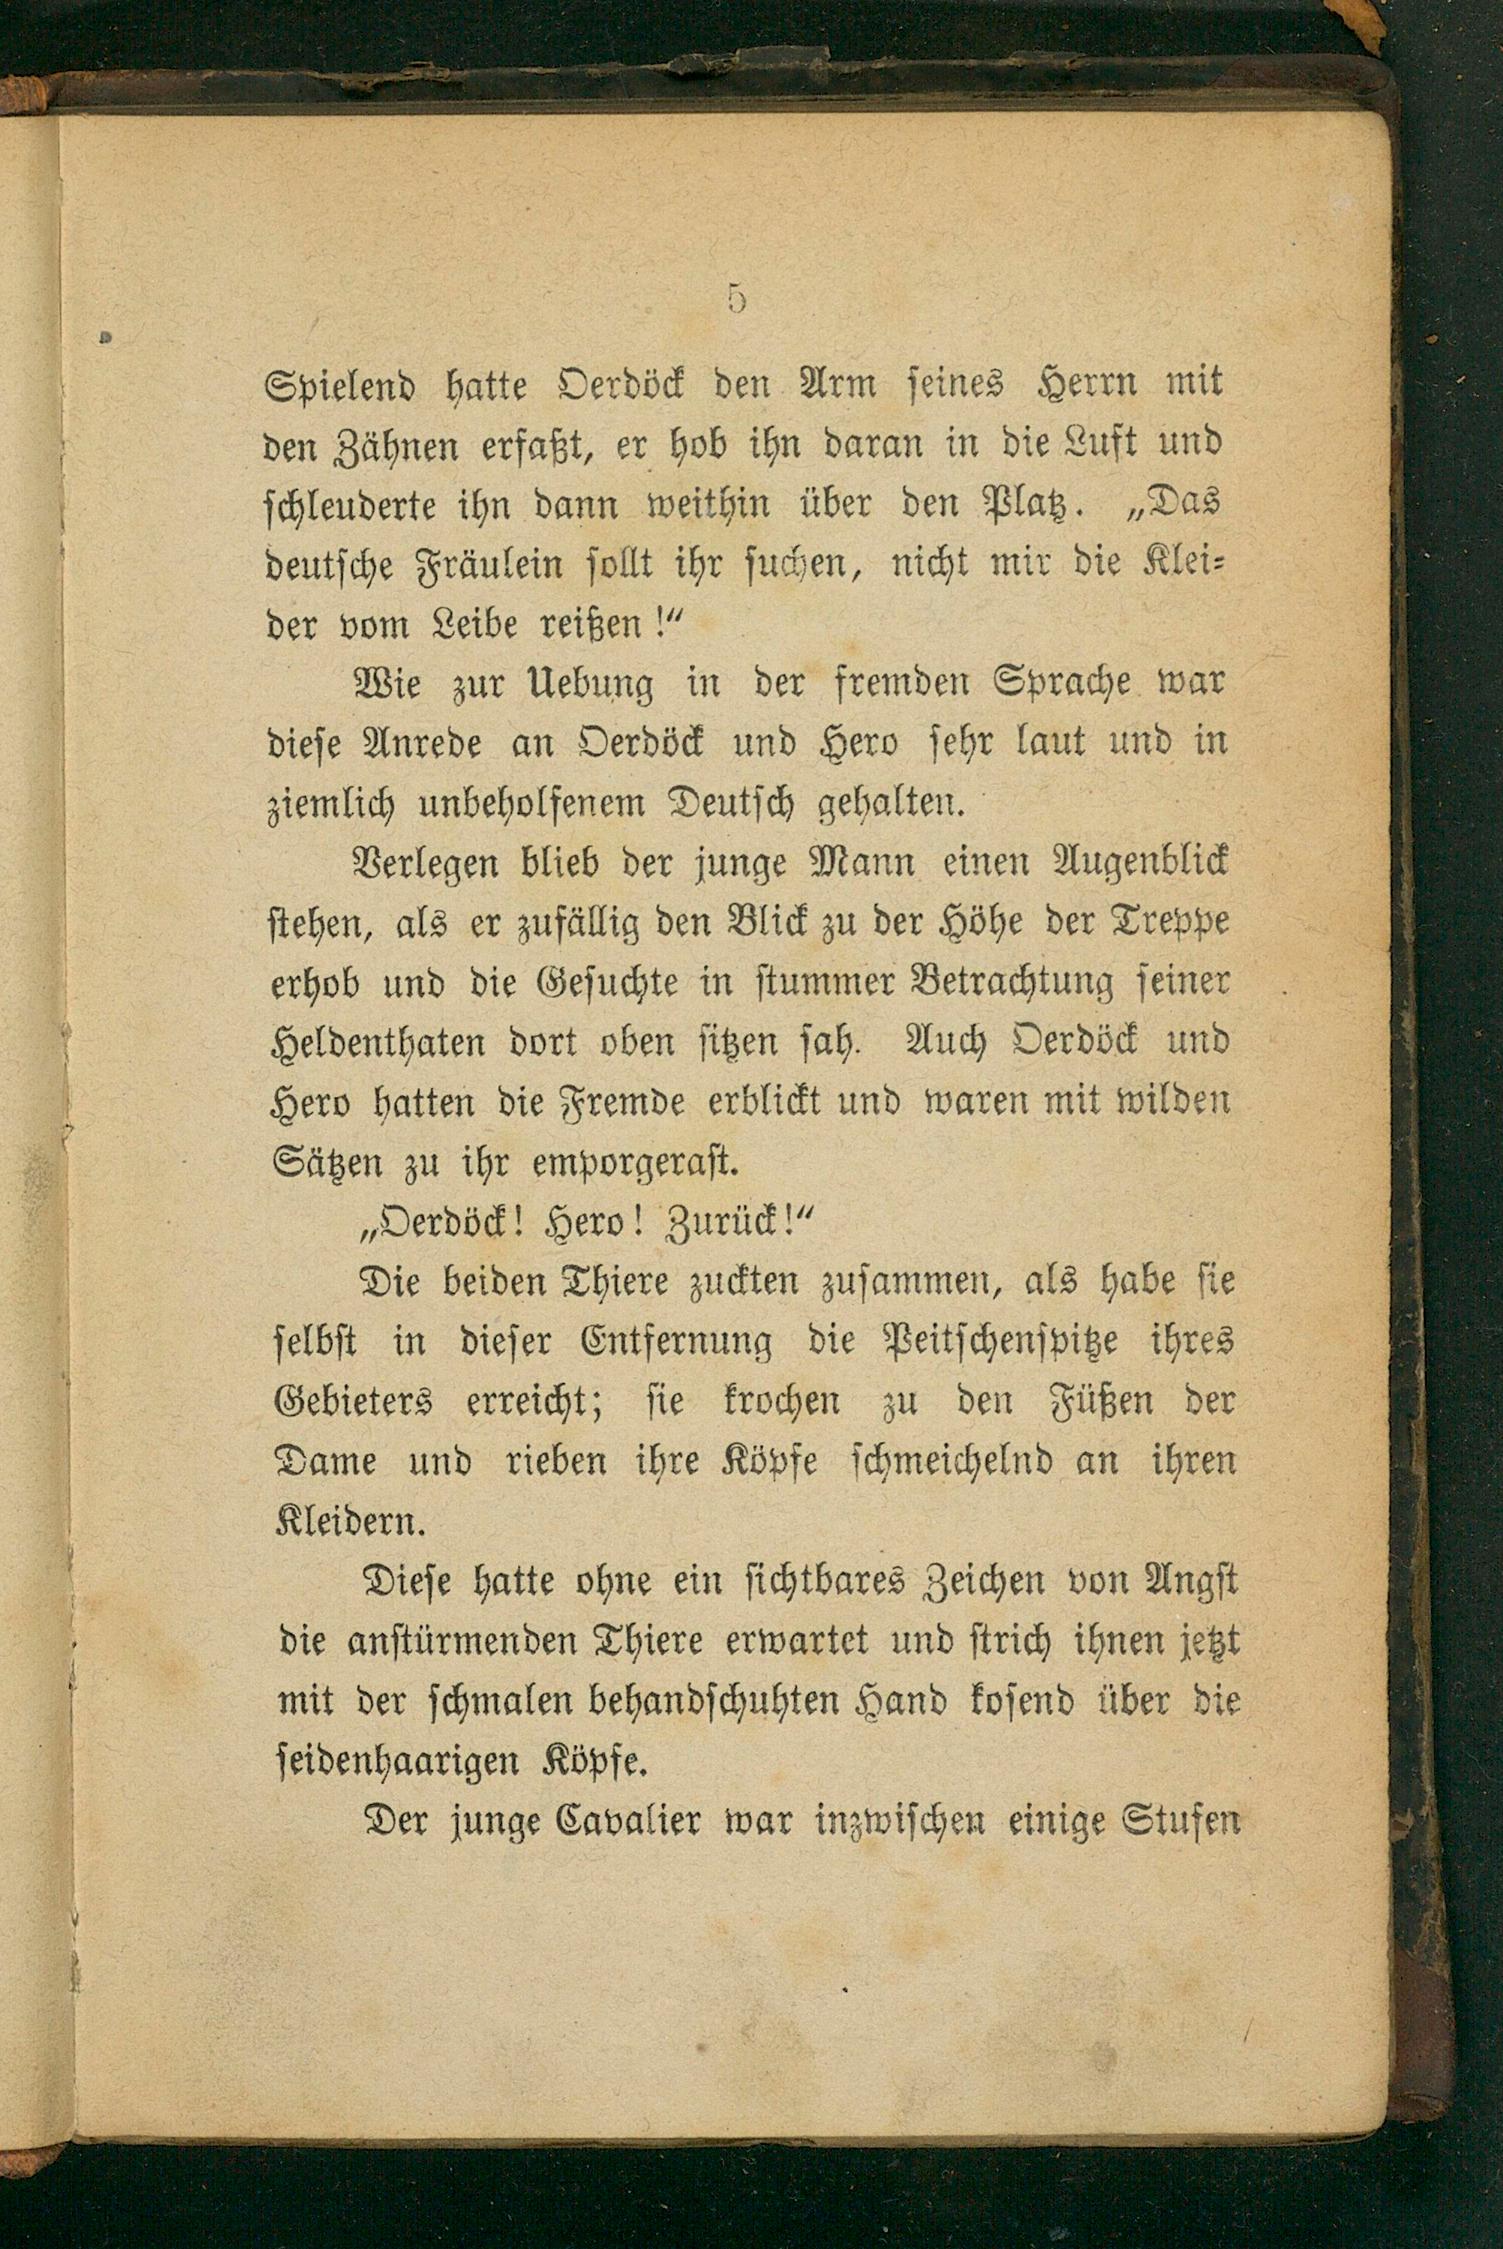 5
Spielend hatte Oerdöck den Arm seines Herrn mit
den Zähnen erfaßt, er hob ihn daran in die Luft und
schleuderte ihn dann weithin über den Platz. „Das
deutsche Fräulein sollt ihr suchen, nicht mir die Klei-
der vom Leibe reißen!“
Wie zur Uebung in der fremden Sprache war
diese Anrede an Oerdöck und Hero sehr laut und in
ziemlich unbeholfenem Deutsch gehalten.
Verlegen blieb der junge Mann einen Augenblick
stehen, als er zufällig den Blick zu der Höhe der Treppe
erhob und die Gesuchte in stummer Betrachtung seiner
Heldenthaten dort oben sitzen sah. Auch Oerdöck und
Hero hatten die Fremde erblickt und waren mit wilden
Sätzen zu ihr emporgerast.
„Oerdöck! Hero! Zurück!“
Die beiden Thiere zuckten zusammen, als habe sie
selbst in dieser Entfernung die Peitschenspitze ihres
Gebieters erreicht; sie krochen zu den Füßen der
Dame und rieben ihre Köpfe schmeichelnd an ihren
Kleidern.
Diese hatte ohne ein sichtbares Zeichen von Angst
die anstürmenden Thiere erwartet und strich ihnen jetzt
mit der schmalen behandschuhten Hand kosend über die
seidenhaarigen Köpfe.
Der junge Cavalier war inzwischen einige Stufen